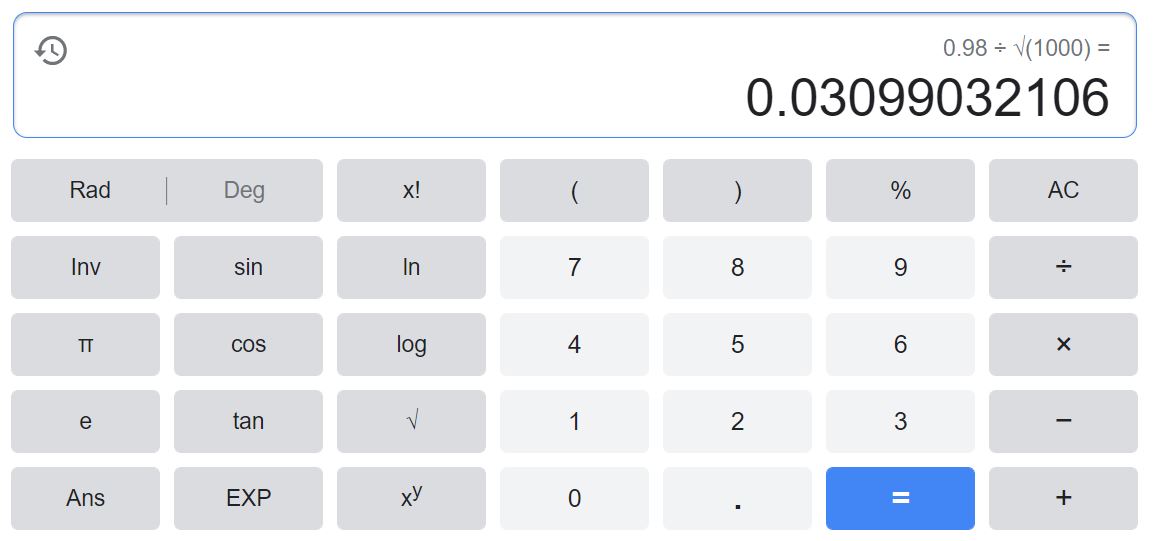 0.98 ÷ √(1000) =
0.03099032106
Rad | Deg x! ( ) % AC
Inv sin ln 7 8 9 ÷
π cos log 4 5 6 ×
e tan √ 1 2 3 −
Ans EXP xʸ 0 . = +